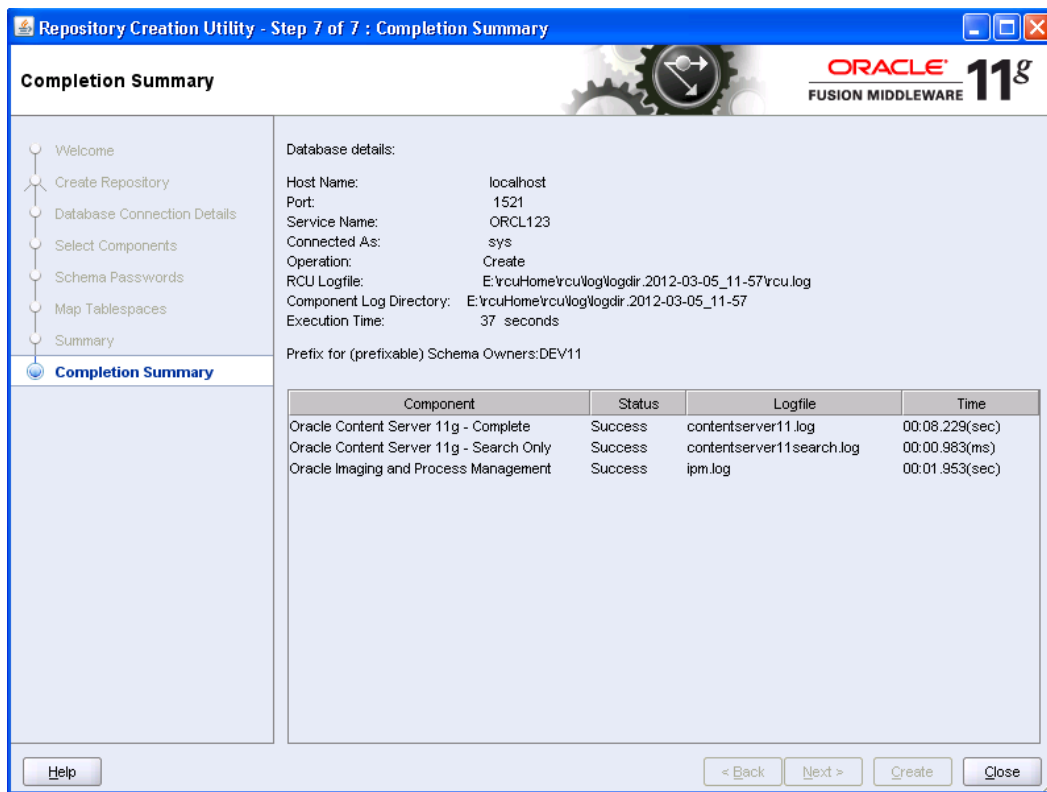 Repository Creation Utility - Step 7 of 7 : Completion Summary
Completion Summary
ORACLE®
FUSION MIDDLEWARE
11g
Welcome
Create Repository
Database Connection Details
Select Components
Schema Passwords
Map Tablespaces
Summary
Completion Summary
Database details:
Host Name: localhost
Port: 1521
Service Name: ORCL123
Connected As: sys
Operation: Create
RCU Logfile: E:\rcuHome\rcu\log\logdir.2012-03-05_11-57\rcu.log
Component Log Directory: E:\rcuHome\rcu\log\logdir.2012-03-05_11-57
Execution Time: 37 seconds
Prefix for (prefixable) Schema Owners:DEV11
Component Status Logfile Time
Oracle Content Server 11g - Complete Success contentserver11.log 00:08.229(sec)
Oracle Content Server 11g - Search Only Success contentserver11search.log 00:00.983(ms)
Oracle Imaging and Process Management Success ipm.log 00:01.953(sec)
Help < Back Next > Create Close